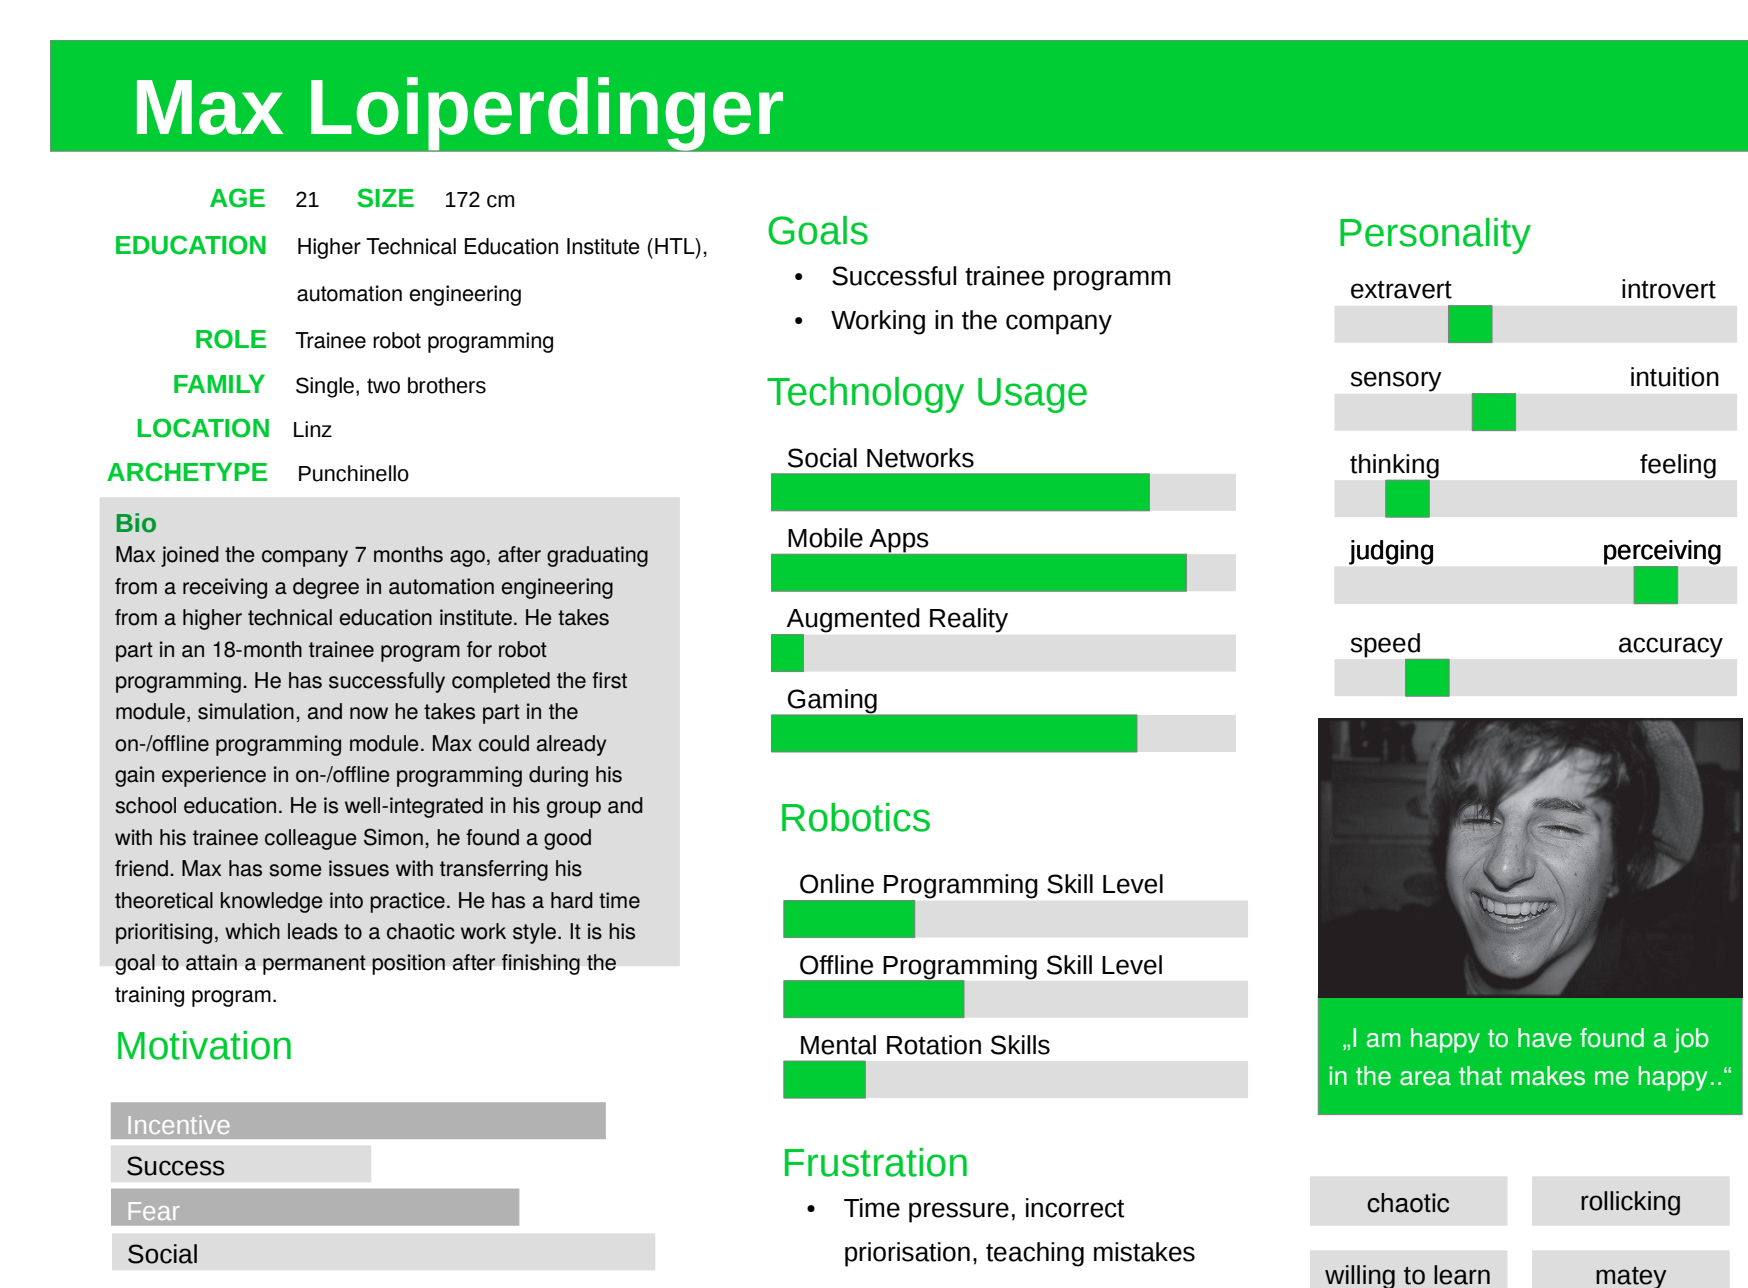 Max Loiperdinger
AGE 21 SIZE 172 cm
EDUCATION Higher Technical Education Institute (HTL),
automation engineering
ROLE Trainee robot programming
FAMILY Single, two brothers
LOCATION Linz
ARCHETYPE Punchinello
Bio
Max joined the company 7 months ago, after graduating
from a receiving a degree in automation engineering
from a higher technical education institute. He takes
part in an 18-month trainee program for robot
programming. He has successfully completed the first
module, simulation, and now he takes part in the
on-/offline programming module. Max could already
gain experience in on-/offline programming during his
school education. He is well-integrated in his group and
with his trainee colleague Simon, he found a good
friend. Max has some issues with transferring his
theoretical knowledge into practice. He has a hard time
prioritising, which leads to a chaotic work style. It is his
goal to attain a permanent position after finishing the
training program.
Motivation
Incentive
Success
Fear
Social
Goals
• Successful trainee programm
• Working in the company
Technology Usage
Social Networks
Mobile Apps
Augmented Reality
Gaming
Robotics
Online Programming Skill Level
Offline Programming Skill Level
Mental Rotation Skills
Frustration
• Time pressure, incorrect
priorisation, teaching mistakes
Personality
extravert introvert
sensory intuition
thinking feeling
judging perceiving
speed accuracy
„I am happy to have found a job
in the area that makes me happy..“
chaotic rollicking
willing to learn matey